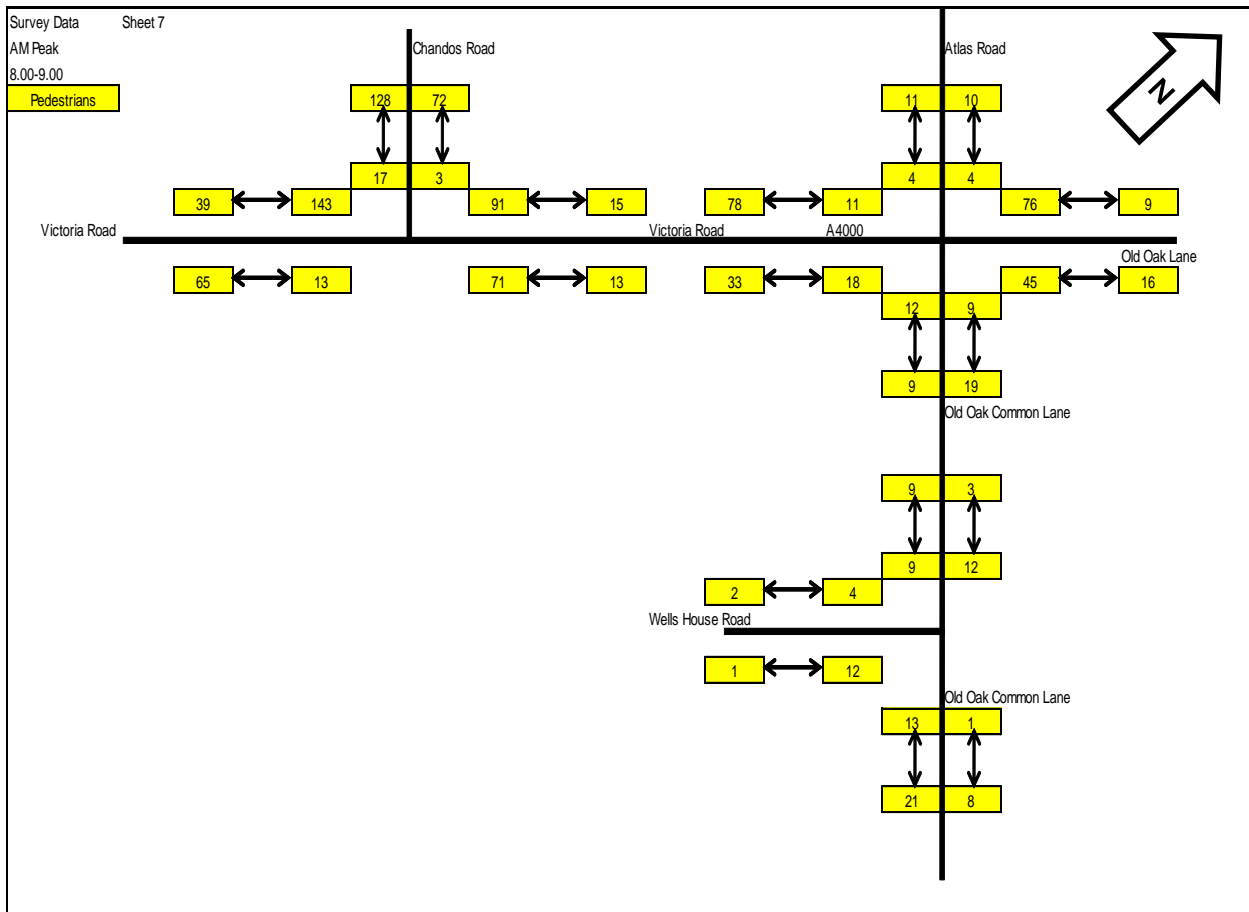 Survey Data Sheet 7
AM Peak
8.00-9.00
Pedestrians
Chandos Road
Atlas Road
N
128 72
11 10
17 3
4 4
39 143 91 15 78 11 76 9
Victoria Road
Victoria Road A4000
Old Oak Lane
65 13 71 13 33 18 45 16
12 9
9 19
Old Oak Common Lane
9 3
9 12
2 4
Wells House Road
1 12
Old Oak Common Lane
13 1
21 8